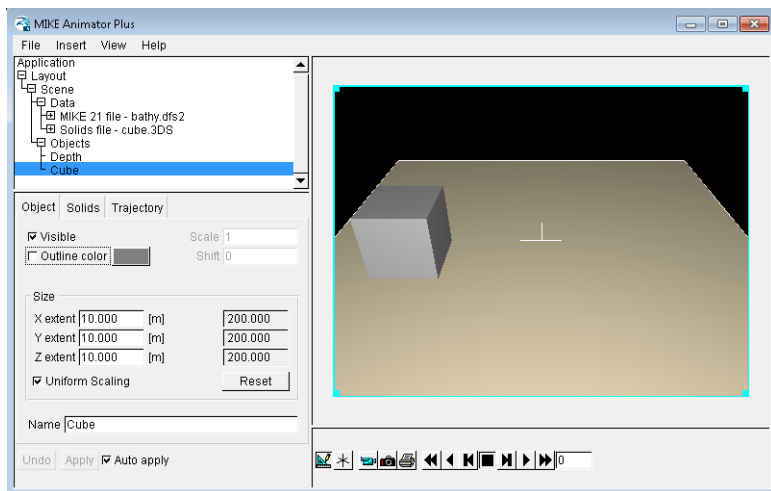 MIKE Animator Plus
File Insert View Help
Application
Layout
Scene
Data
MIKE 21 file - bathy.dfs2
Solids file - cube.3DS
Objects
Depth
Cube
Object Solids Trajectory
Visible Scale 1
Outline color Shift 0
Size
X extent 10.000 [m] 200.000
Y extent 10.000 [m] 200.000
Z extent 10.000 [m] 200.000
Uniform Scaling Reset
Name Cube
Undo Apply Auto apply 0